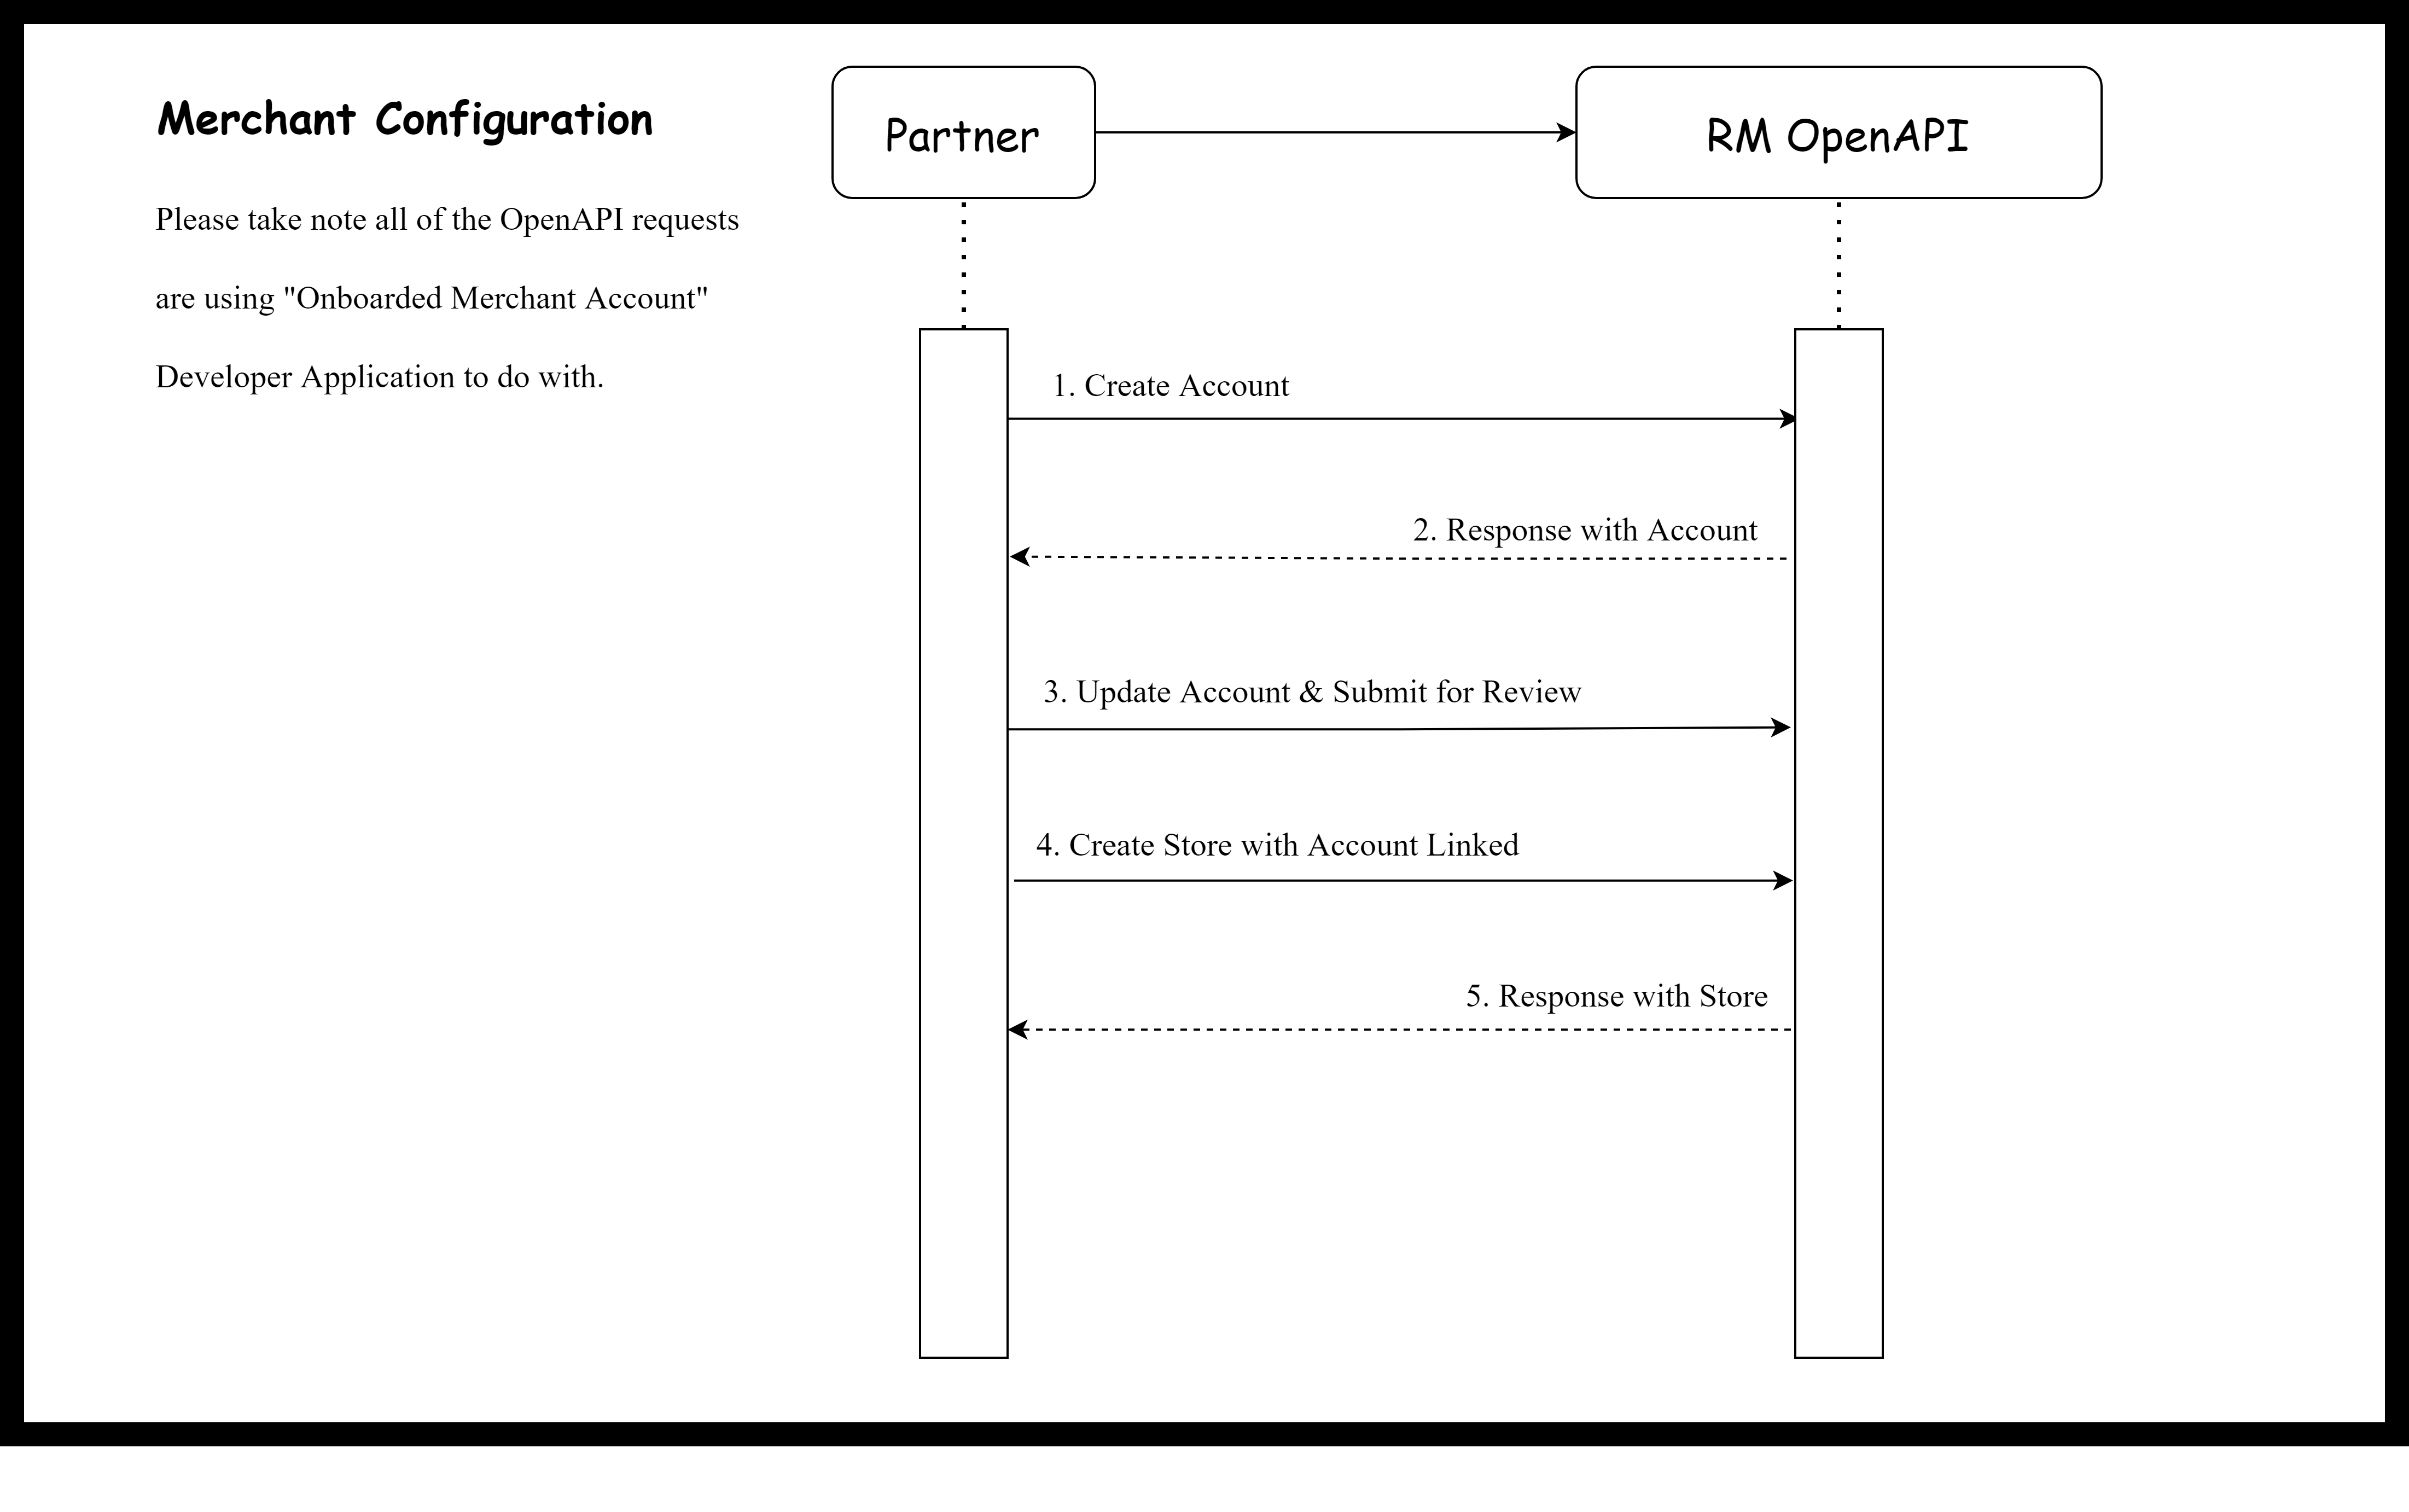 Merchant Configuration
Please take note all of the OpenAPI requests
are using "Onboarded Merchant Account"
Developer Application to do with.
Partner
RM OpenAPI
1. Create Account
2. Response with Account
3. Update Account & Submit for Review
4. Create Store with Account Linked
5. Response with Store